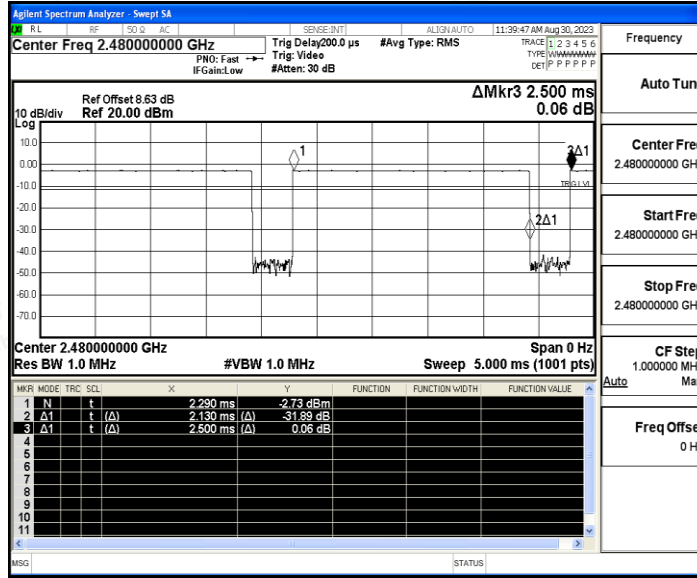 Agilent Spectrum Analyzer - Swept SA
RL RF 50 Ω AC SENSE:INT ALIGN AUTO 11:39:47 AM Aug 30, 2023
Center Freq 2.480000000 GHz
PNO: Fast
IFGain:Low
Trig Delay200.0 µs
Trig: Video
#Atten: 30 dB
#Avg Type: RMS
TRACE 1 2 3 4 5 6
TYPE
DET P P P P P P
Ref Offset 8.63 dB
10 dB/div Ref 20.00 dBm
Log
ΔMkr3 2.500 ms
0.06 dB
10.0
0.00
-10.0
-20.0
-30.0
-40.0
-50.0
-60.0
-70.0
1
3Δ1
TRIG LVL
2Δ1
Center 2.480000000 GHz Span 0 Hz
Res BW 1.0 MHz #VBW 1.0 MHz Sweep 5.000 ms (1001 pts)
MKR MODE TRC SCL X Y FUNCTION FUNCTION WIDTH FUNCTION VALUE
1 N t 2.290 ms -2.73 dBm
2 Δ1 t (Δ) 2.130 ms (Δ) -31.89 dB
3 Δ1 t (Δ) 2.500 ms (Δ) 0.06 dB
4
5
6
7
8
9
10
11
MSG STATUS
Frequency
Auto Tun
Center Fre
2.480000000 GH
Start Fre
2.480000000 GH
Stop Fre
2.480000000 GH
CF Ste
1.000000 MH
Auto Ma
Freq Offse
0 H